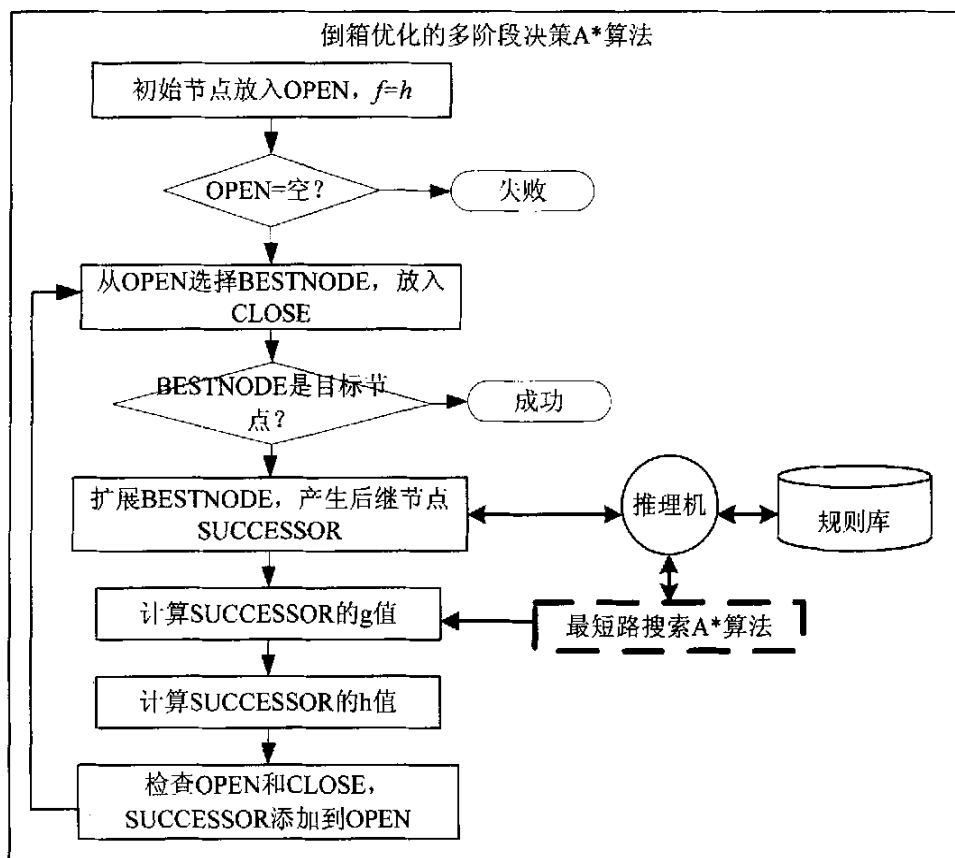 倒箱优化的多阶段决策A*算法
初始节点放入OPEN，f=h
OPEN=空？
失败
从OPEN选择BESTNODE，放入
CLOSE
BESTNODE是目标节
点？
成功
扩展BESTNODE，产生后继节点
SUCCESSOR
推理机
规则库
计算SUCCESSOR的g值
最短路搜索A*算法
计算SUCCESSOR的h值
检查OPEN和CLOSE，
SUCCESSOR添加到OPEN